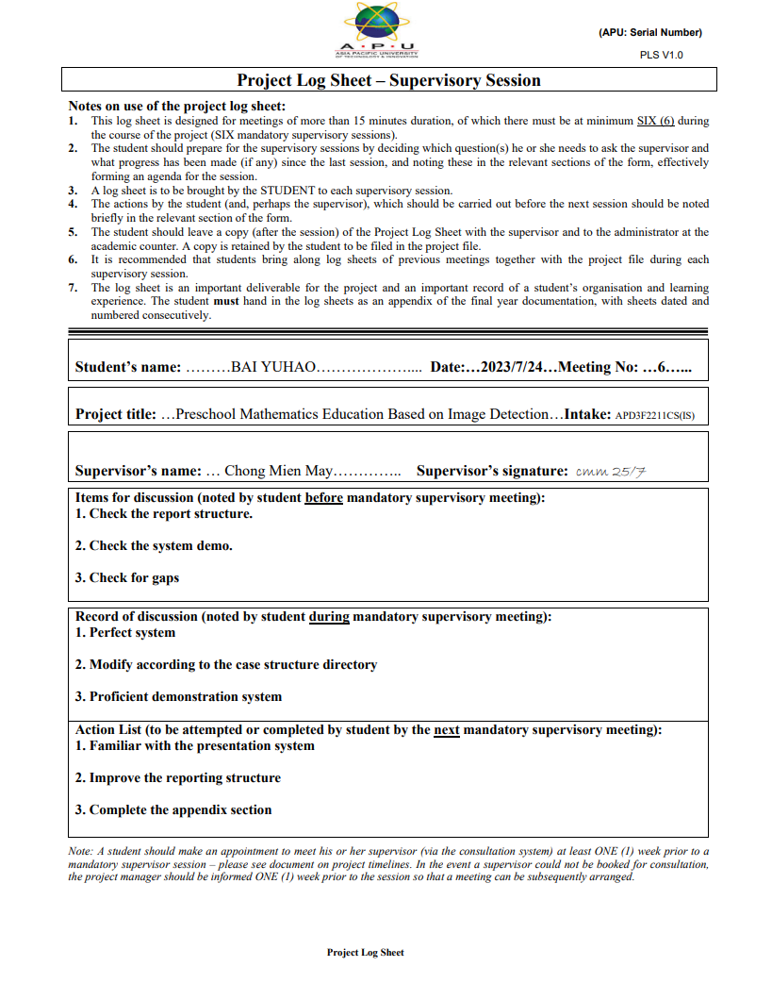 (APU: Serial Number)
A • P • U
ASIA PACIFIC UNIVERSITY
OF TECHNOLOGY & INNOVATION
PLS V1.0
Project Log Sheet – Supervisory Session
Notes on use of the project log sheet:
1. This log sheet is designed for meetings of more than 15 minutes duration, of which there must be at minimum SIX (6) during
the course of the project (SIX mandatory supervisory sessions).
2. The student should prepare for the supervisory sessions by deciding which question(s) he or she needs to ask the supervisor and
what progress has been made (if any) since the last session, and noting these in the relevant sections of the form, effectively
forming an agenda for the session.
3. A log sheet is to be brought by the STUDENT to each supervisory session.
4. The actions by the student (and, perhaps the supervisor), which should be carried out before the next session should be noted
briefly in the relevant section of the form.
5. The student should leave a copy (after the session) of the Project Log Sheet with the supervisor and to the administrator at the
academic counter. A copy is retained by the student to be filed in the project file.
6. It is recommended that students bring along log sheets of previous meetings together with the project file during each
supervisory session.
7. The log sheet is an important deliverable for the project and an important record of a student’s organisation and learning
experience. The student must hand in the log sheets as an appendix of the final year documentation, with sheets dated and
numbered consecutively.
Student’s name: ………BAI YUHAO……………….... Date:…2023/7/24…Meeting No: …6…...
Project title: …Preschool Mathematics Education Based on Image Detection…Intake: APD3F2211CS(IS)
Supervisor’s name: … Chong Mien May………….. Supervisor’s signature: cmm 25/7
Items for discussion (noted by student before mandatory supervisory meeting):
1. Check the report structure.
2. Check the system demo.
3. Check for gaps
Record of discussion (noted by student during mandatory supervisory meeting):
1. Perfect system
2. Modify according to the case structure directory
3. Proficient demonstration system
Action List (to be attempted or completed by student by the next mandatory supervisory meeting):
1. Familiar with the presentation system
2. Improve the reporting structure
3. Complete the appendix section
Note: A student should make an appointment to meet his or her supervisor (via the consultation system) at least ONE (1) week prior to a
mandatory supervisor session – please see document on project timelines. In the event a supervisor could not be booked for consultation,
the project manager should be informed ONE (1) week prior to the session so that a meeting can be subsequently arranged.
Project Log Sheet